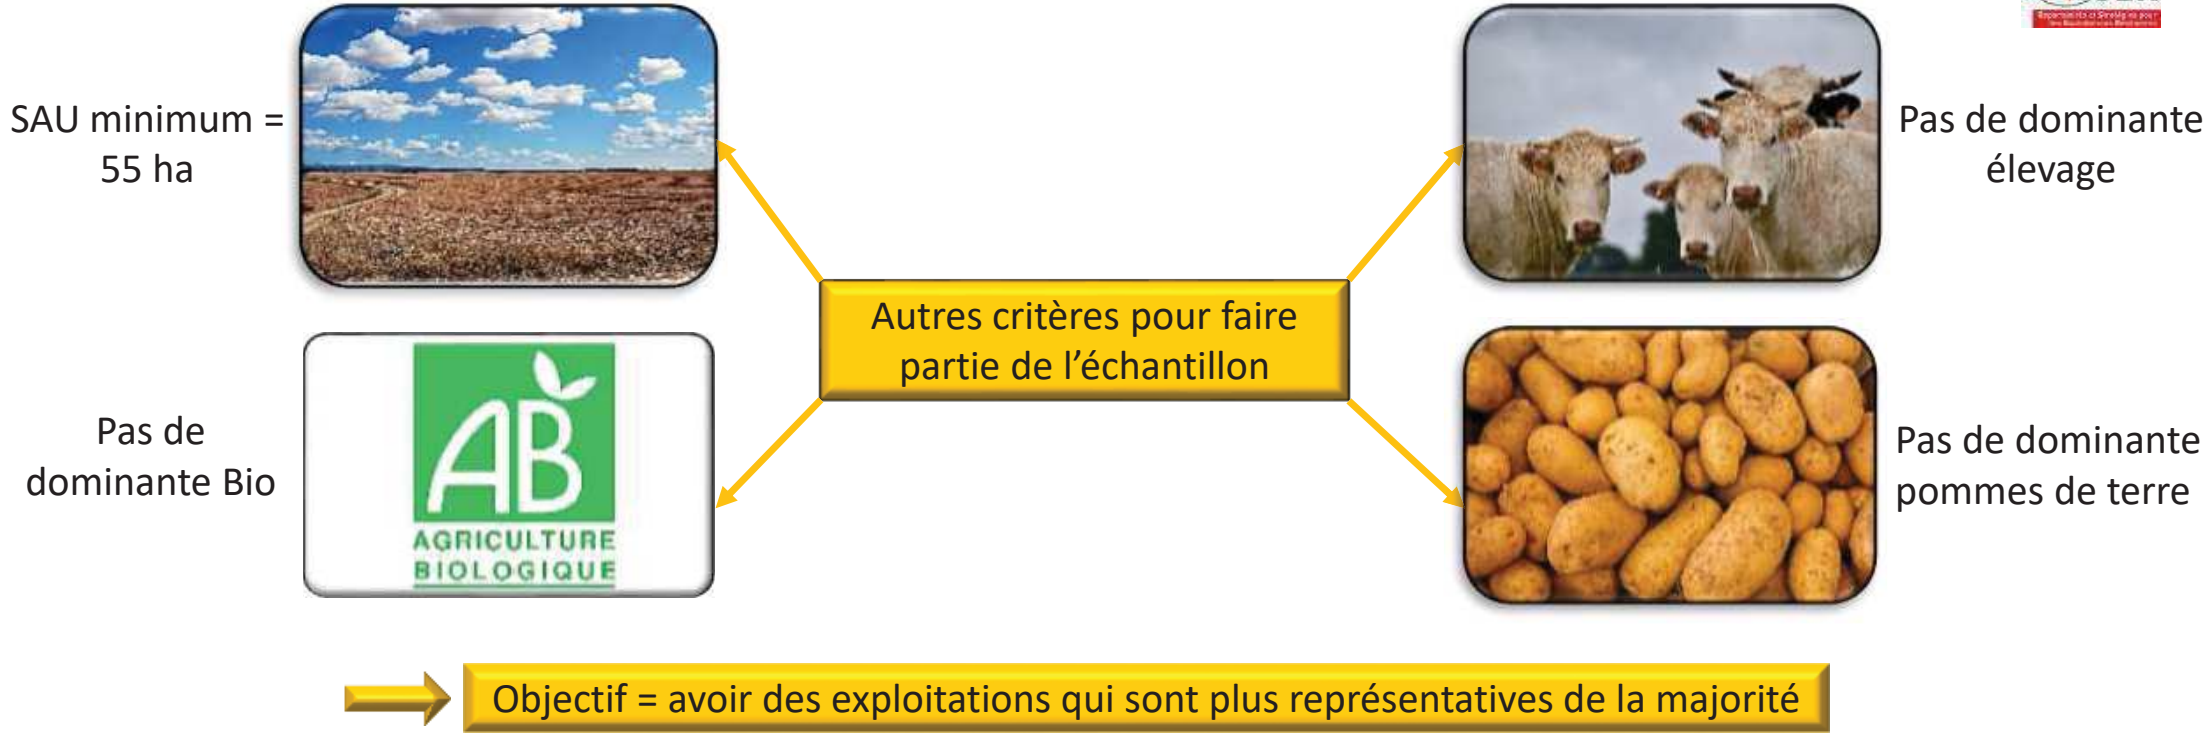 SAU minimum =
55 ha
Pas de dominante
élevage
Autres critères pour faire
partie de l'échantillon
Pas de
dominante Bio
AB
AGRICULTURE
BIOLOGIQUE
Pas de dominante
pommes de terre
Objectif = avoir des exploitations qui sont plus représentatives de la majorité